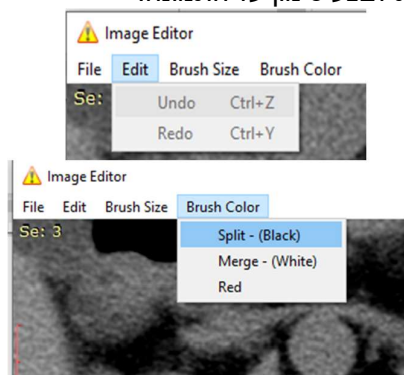 Image Editor
File Edit Brush Size Brush Color
Se:
Undo Ctrl+Z
Redo Ctrl+Y
Image Editor
File Edit Brush Size Brush Color
Se: 3
Split - (Black)
Merge - (White)
Red